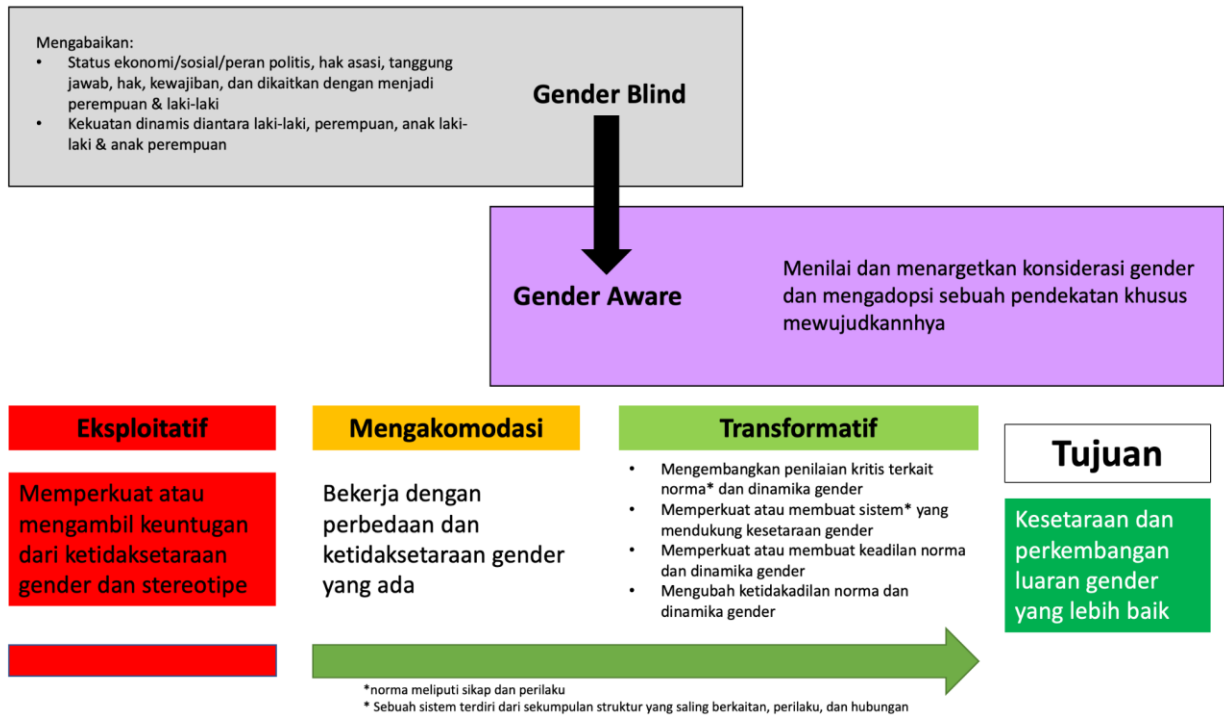 Mengabaikan:
• Status ekonomi/sosial/peran politis, hak asasi, tanggung
jawab, hak, kewajiban, dan dikaitkan dengan menjadi
perempuan & laki-laki
• Kekuatan dinamis diantara laki-laki, perempuan, anak laki-
laki & anak perempuan
Gender Blind
Gender Aware
Menilai dan menargetkan konsiderasi gender
dan mengadopsi sebuah pendekatan khusus
mewujudkannhya
Eksploitatif
Memperkuat atau
mengambil keuntugan
dari ketidaksetaraan
gender dan stereotipe
Mengakomodasi
Bekerja dengan
perbedaan dan
ketidaksetaraan gender
yang ada
Transformatif
• Mengembangkan penilaian kritis terkait
norma* dan dinamika gender
• Memperkuat atau membuat sistem* yang
mendukung kesetaraan gender
• Memperkuat atau membuat keadilan norma
dan dinamika gender
• Mengubah ketidakadilan norma dan
dinamika gender
Tujuan
Kesetaraan dan
perkembangan
luaran gender
yang lebih baik
*norma meliputi sikap dan perilaku
* Sebuah sistem terdiri dari sekumpulan struktur yang saling berkaitan, perilaku, dan hubungan